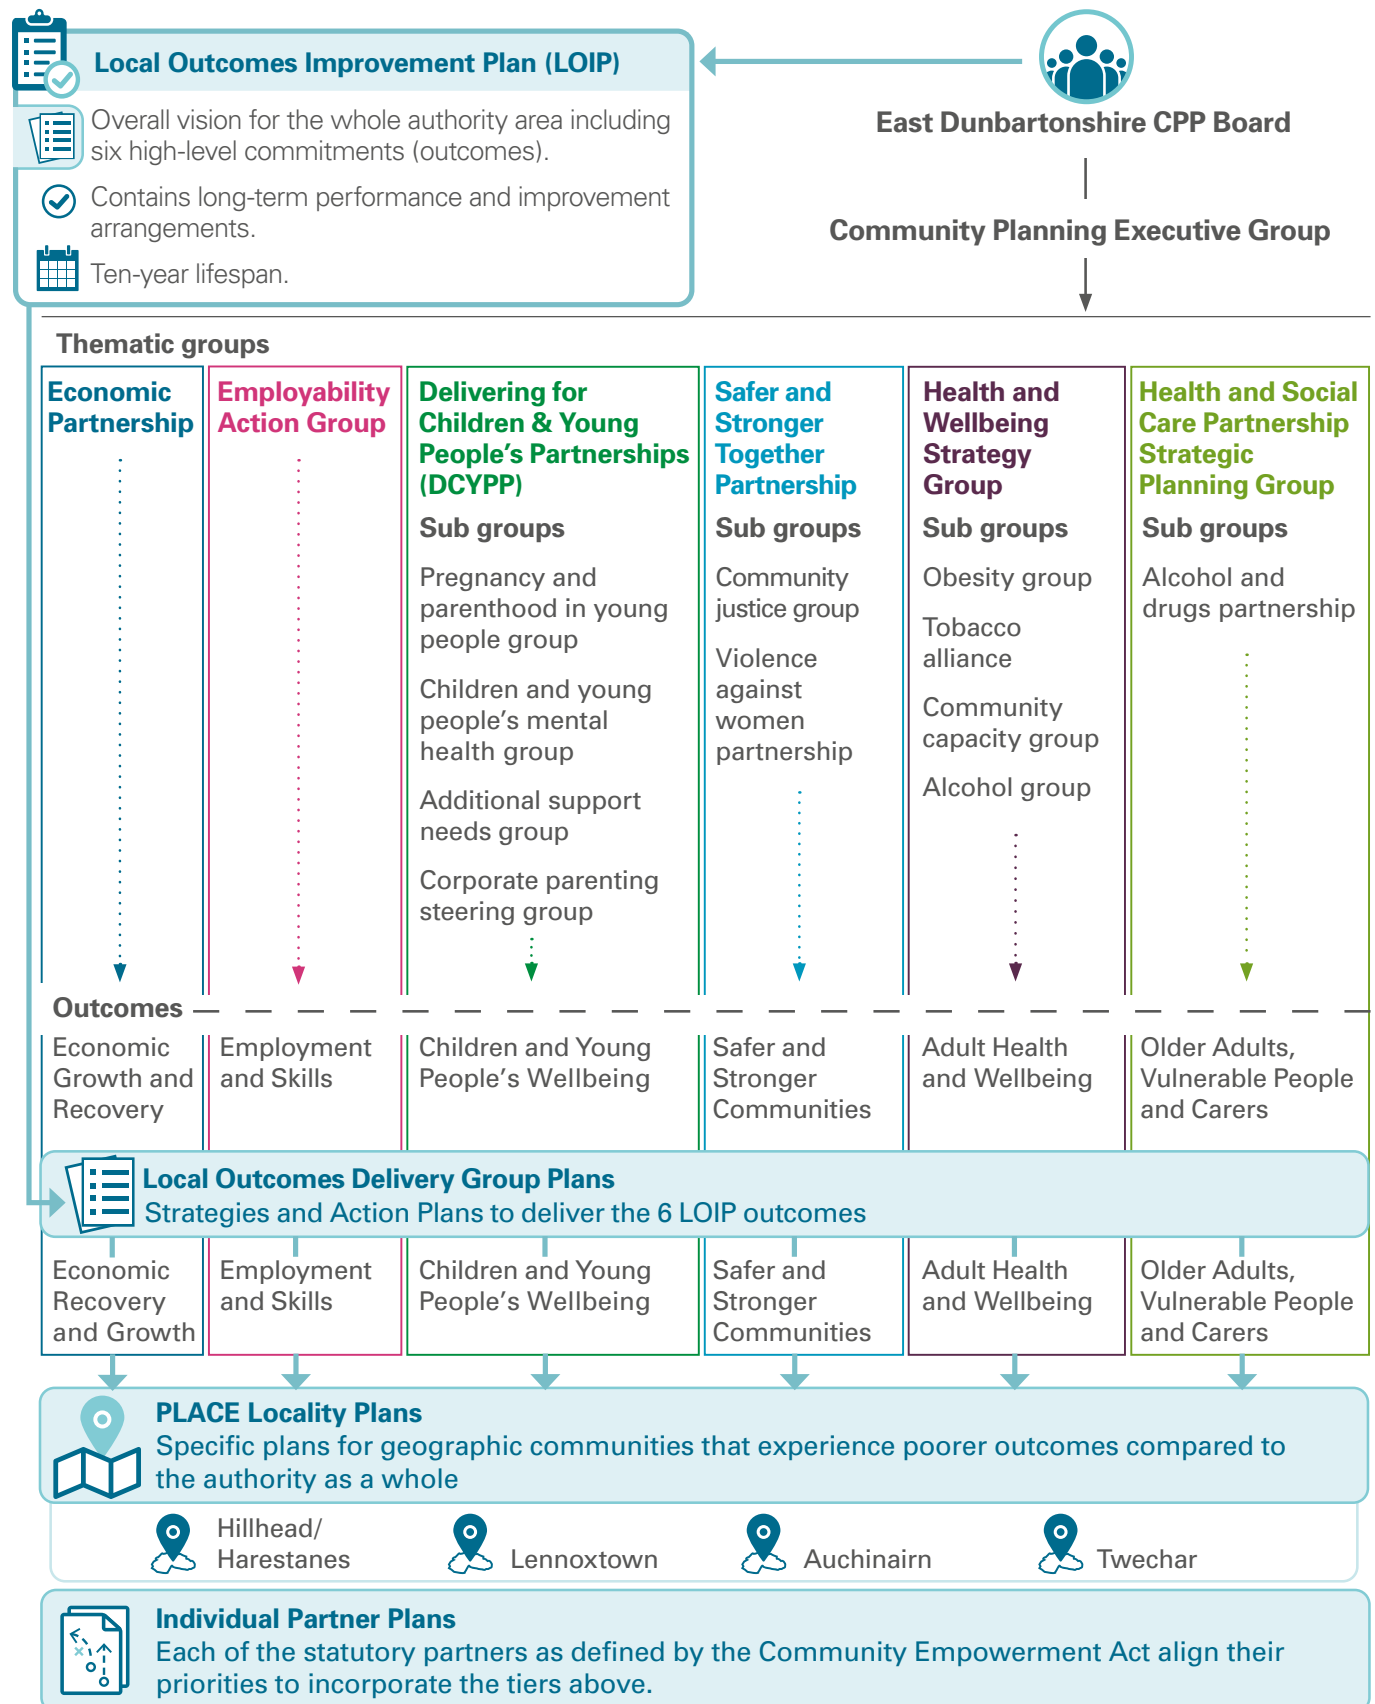 Local Outcomes Improvement Plan (LOIP)
Overall vision for the whole authority area including
six high-level commitments (outcomes).
Contains long-term performance and improvement
arrangements.
Ten-year lifespan.
East Dunbartonshire CPP Board
Community Planning Executive Group
Thematic groups
Economic
Partnership
Employability
Action Group
Delivering for
Children & Young
People's Partnerships
(DCYPP)
Sub groups
Pregnancy and
parenthood in young
people group
Children and young
people's mental
health group
Additional support
needs group
Corporate parenting
steering group
Safer and
Stronger
Together
Partnership
Sub groups
Community
justice group
Violence
against
women
partnership
Health and
Wellbeing
Strategy
Group
Sub groups
Obesity group
Tobacco
alliance
Community
capacity group
Alcohol group
Health and Social
Care Partnership
Strategic
Planning Group
Sub groups
Alcohol and
drugs partnership
Outcomes
Economic
Growth and
Recovery
Employment
and Skills
Children and Young
People's Wellbeing
Safer and
Stronger
Communities
Adult Health
and Wellbeing
Older Adults,
Vulnerable People
and Carers
Local Outcomes Delivery Group Plans
Strategies and Action Plans to deliver the 6 LOIP outcomes
Economic
Recovery
and Growth
Employment
and Skills
Children and Young
People's Wellbeing
Safer and
Stronger
Communities
Adult Health
and Wellbeing
Older Adults,
Vulnerable People
and Carers
PLACE Locality Plans
Specific plans for geographic communities that experience poorer outcomes compared to
the authority as a whole
Hillhead/
Harestanes
Lennoxtown
Auchinairn
Twechar
Individual Partner Plans
Each of the statutory partners as defined by the Community Empowerment Act align their
priorities to incorporate the tiers above.